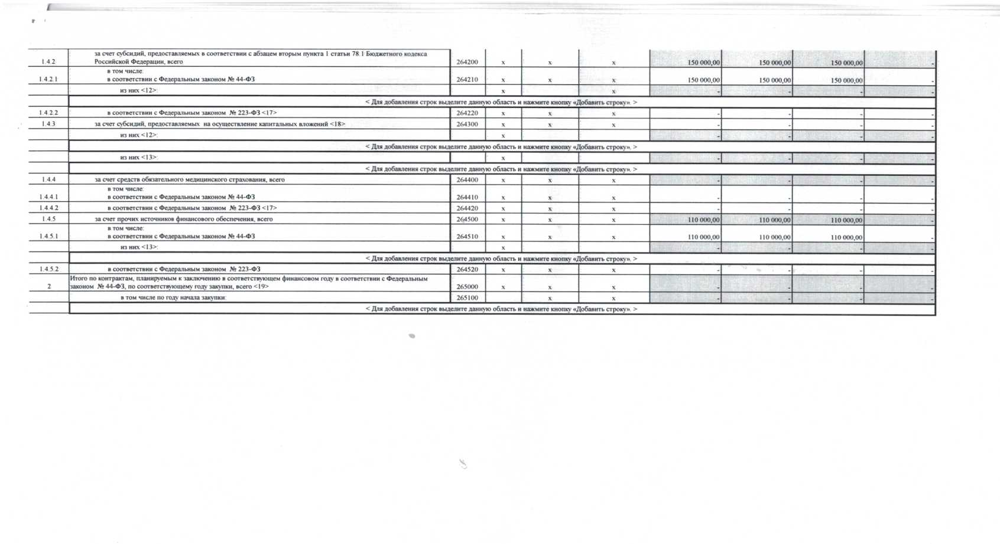 за счет субсидий, предоставляемых в соответствии с абзацем вторым пункта 1 статьи 78.1 Бюджетного кодекса
1.4.2 Российской Федерации, всего 264200 х х х 150 000,00 150 000,00 150 000,00 -
в том числе:
1.4.2.1 в соответствии с Федеральным законом № 44-ФЗ 264210 х х х 150 000,00 150 000,00 150 000,00 -
из них <12>: х х - - - -
< Для добавления строк выделите данную область и нажмите кнопку «Добавить строку». >
1.4.2.2 в соответствии с Федеральным законом № 223-ФЗ <17> 264220 х х х - - - -
1.4.3 за счет субсидий, предоставляемых на осуществление капитальных вложений <18> 264300 х х х - - - -
из них <12>: х - - - -
< Для добавления строк выделите данную область и нажмите кнопку «Добавить строку». >
из них <13>: х - - - -
< Для добавления строк выделите данную область и нажмите кнопку «Добавить строку». >
1.4.4 за счет средств обязательного медицинского страхования, всего 264400 х х х - - - -
в том числе:
1.4.4.1 в соответствии с Федеральным законом № 44-ФЗ 264410 х х х - - - -
1.4.4.2 в соответствии с Федеральным законом № 223-ФЗ <17> 264420 х х х - - - -
1.4.5 за счет прочих источников финансового обеспечения, всего 264500 х х х 110 000,00 110 000,00 110 000,00 -
в том числе:
1.4.5.1 в соответствии с Федеральным законом № 44-ФЗ 264510 х х х 110 000,00 110 000,00 110 000,00 -
из них <13>: х - - - -
< Для добавления строк выделите данную область и нажмите кнопку «Добавить строку». >
1.4.5.2 в соответствии с Федеральным законом № 223-ФЗ 264520 х х х - - - -
Итого по контрактам, планируемым к заключению в соответствующем финансовом году в соответствии с Федеральным
2 законом № 44-ФЗ, по соответствующему году закупки, всего <19> 265000 х х х - - - -
в том числе по году начала закупки: 265100 х х - - - -
< Для добавления строк выделите данную область и нажмите кнопку «Добавить строку». >